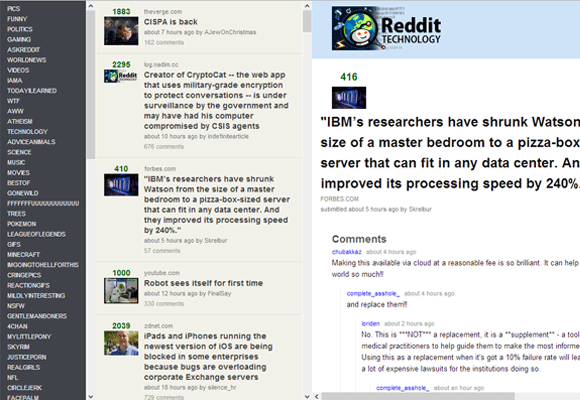 PICS
FUNNY
POLITICS
GAMING
ASKREDDIT
WORLDNEWS
VIDEOS
IAMA
TODAYILEARNED
WTF
AWW
ATHEISM
TECHNOLOGY
ADVICEANIMALS
SCIENCE
MUSIC
MOVIES
BESTOF
GONEWILD
FFFFFFFUUUUUUUUUUUU
TREES
POKEMON
LEAGUEOFLEGENDS
GIFS
MINECRAFT
IMGOINGTOHELLFORTHIS
CRINGEPICS
REACTIONGIFS
MILDLYINTERESTING
NSFW
GENTLEMANBONERS
4CHAN
MYLITTLEPONY
SKYRIM
JUSTICEPORN
REALGIRLS
NFL
CIRCLEJERK
FACEPALM
1883
theverge.com
CISPA is back
about 7 hours ago by AJewOnChristmas
162 comments
2295
log.nadim.cc
Creator of CryptoCat -- the web app
that uses military-grade encryption
to protect conversations -- is under
surveillance by the government and
may have had his computer
compromised by CSIS agents
about 10 hours ago by indefinitearticle
676 comments
410
forbes.com
"IBM's researchers have shrunk Watson
from the size of a master bedroom to
a pizza-box-sized server that can fit in
any data center. And they improved
its processing speed by 240%."
about 5 hours ago by Skrelbur
57 comments
1000
youtube.com
Robot sees itself for first time
about 12 hours ago by FinalGay
330 comments
2039
zdnet.com
iPads and iPhones running the
newest version of iOS are being
blocked in some enterprises
because bugs are overloading
corporate Exchange servers
about 18 hours ago by silence_hr
729 comments
Reddit
TECHNOLOGY
416
"IBM's researchers have shrunk Watson
size of a master bedroom to a pizza-box
server that can fit in any data center. An
improved its processing speed by 240%
FORBES.COM
submitted about 5 hours ago by Skrelbur
Comments
chubakkaz about 4 hours ago
Making this available via cloud at a reasonable fee is so brilliant. It can help
world so much!!
complete_asshole_ about 4 hours ago
and replace them!!
loriden about 2 hours ago
No. This is ***NOT*** a replacement, it is a **supplement** - a tool
medical practitioners to help guide them to make the most informe
Using this as a replacement when it's got a 10% failure rate will lea
a lot of expensive lawsuits for the institutions doing so.
complete_asshole_ about an hour ago